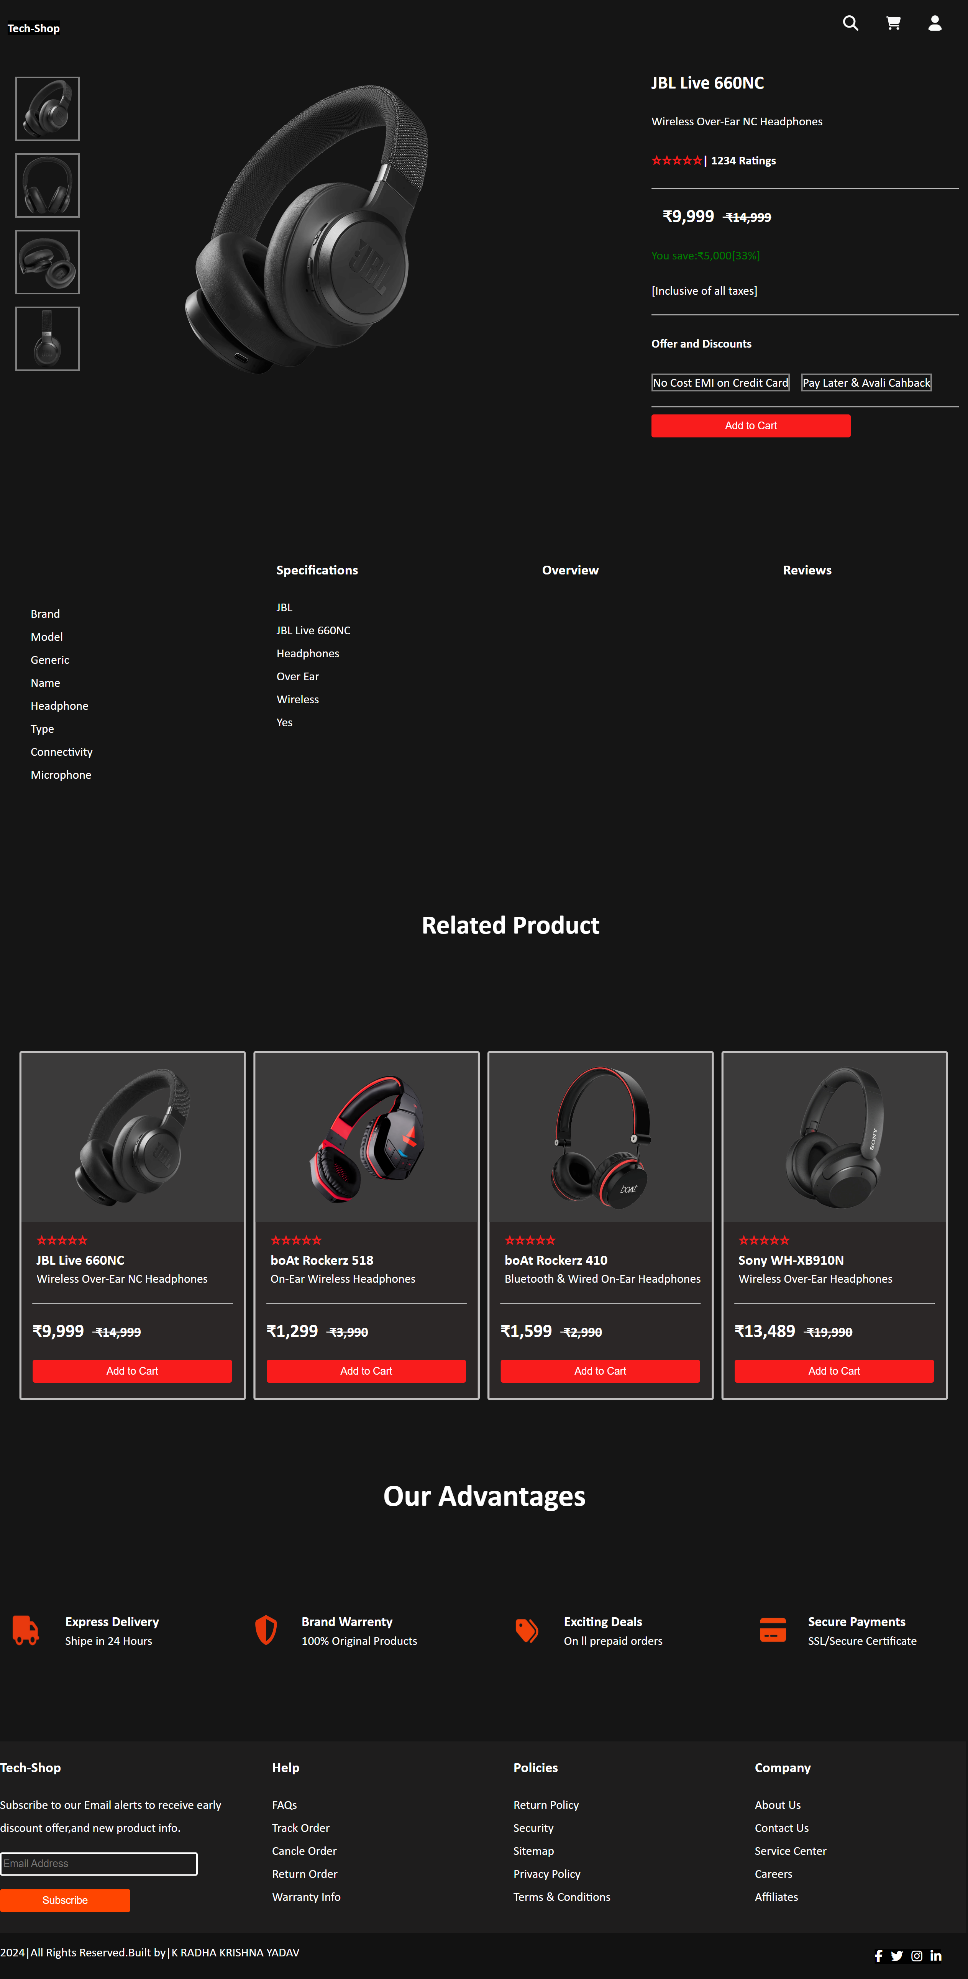 Tech-Shop
JBL
JBL Live 660NC
Wireless Over-Ear NC Headphones
☆☆☆☆☆| 1234 Ratings
₹9,999 ₹14,999
You save:₹5,000[33%]
[Inclusive of all taxes]
Offer and Discounts
No Cost EMI on Credit Card Pay Later & Avali Cahback
Add to Cart
Specifications Overview Reviews
Brand
Model
Generic
Name
Headphone
Type
Connectivity
Microphone
JBL
JBL Live 660NC
Headphones
Over Ear
Wireless
Yes
Related Product
JBL
boAt
SONY
☆☆☆☆☆
JBL Live 660NC
Wireless Over-Ear NC Headphones
₹9,999 ₹14,999
Add to Cart
☆☆☆☆☆
boAt Rockerz 518
On-Ear Wireless Headphones
₹1,299 ₹3,990
Add to Cart
☆☆☆☆☆
boAt Rockerz 410
Bluetooth & Wired On-Ear Headphones
₹1,599 ₹2,990
Add to Cart
☆☆☆☆☆
Sony WH-XB910N
Wireless Over-Ear Headphones
₹13,489 ₹19,990
Add to Cart
Our Advantages
Express Delivery
Shipe in 24 Hours
Brand Warrenty
100% Original Products
Exciting Deals
On ll prepaid orders
Secure Payments
SSL/Secure Certificate
Tech-Shop
Subscribe to our Email alerts to receive early
discount offer,and new product info.
Email Address
Subscribe
Help
FAQs
Track Order
Cancle Order
Return Order
Warranty Info
Policies
Return Policy
Security
Sitemap
Privacy Policy
Terms & Conditions
Company
About Us
Contact Us
Service Center
Careers
Affiliates
2024|All Rights Reserved.Built by|K RADHA KRISHNA YADAV